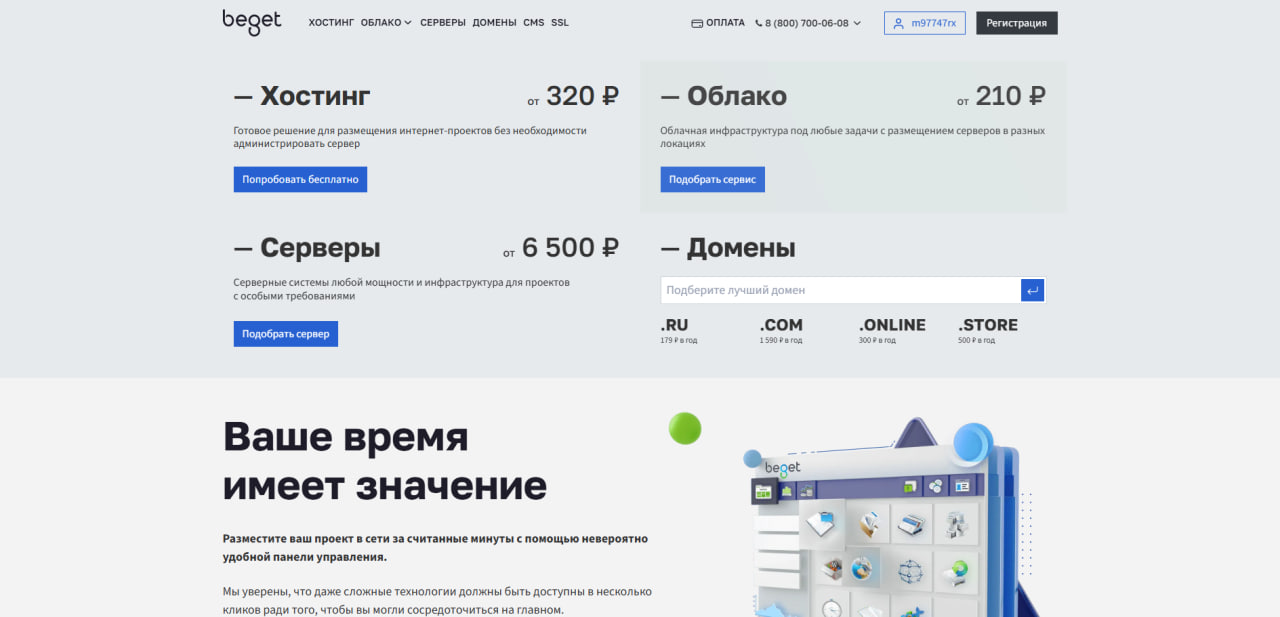 beget
ХОСТИНГ ОБЛАКО СЕРВЕРЫ ДОМЕНЫ CMS SSL
ОПЛАТА 8 (800) 700-06-08 m97747rx Регистрация
— Хостинг от 320 ₽
Готовое решение для размещения интернет-проектов без необходимости
администрировать сервер
Попробовать бесплатно
— Облако от 210 ₽
Облачная инфраструктура под любые задачи с размещением серверов в разных
локациях
Подобрать сервис
— Серверы от 6 500 ₽
Серверные системы любой мощности и инфраструктура для проектов
с особыми требованиями
Подобрать сервер
— Домены
Подберите лучший домен
.RU .COM .ONLINE .STORE
179 ₽ в год 1 590 ₽ в год 300 ₽ в год 500 ₽ в год
Ваше время
имеет значение
Разместите ваш проект в сети за считанные минуты с помощью невероятно
удобной панели управления.
Мы уверены, что даже сложные технологии должны быть доступны в несколько
кликов ради того, чтобы вы могли сосредоточиться на главном.
beget